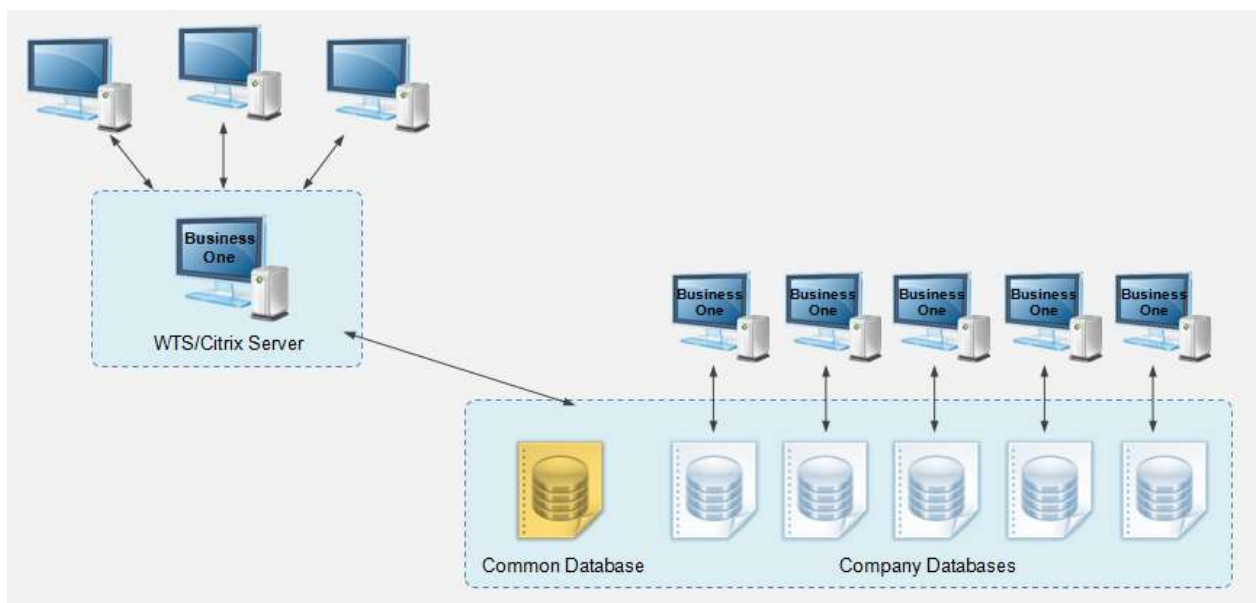 Business
One
WTS/Citrix Server
Business
One
Business
One
Business
One
Business
One
Business
One
Common Database
Company Databases